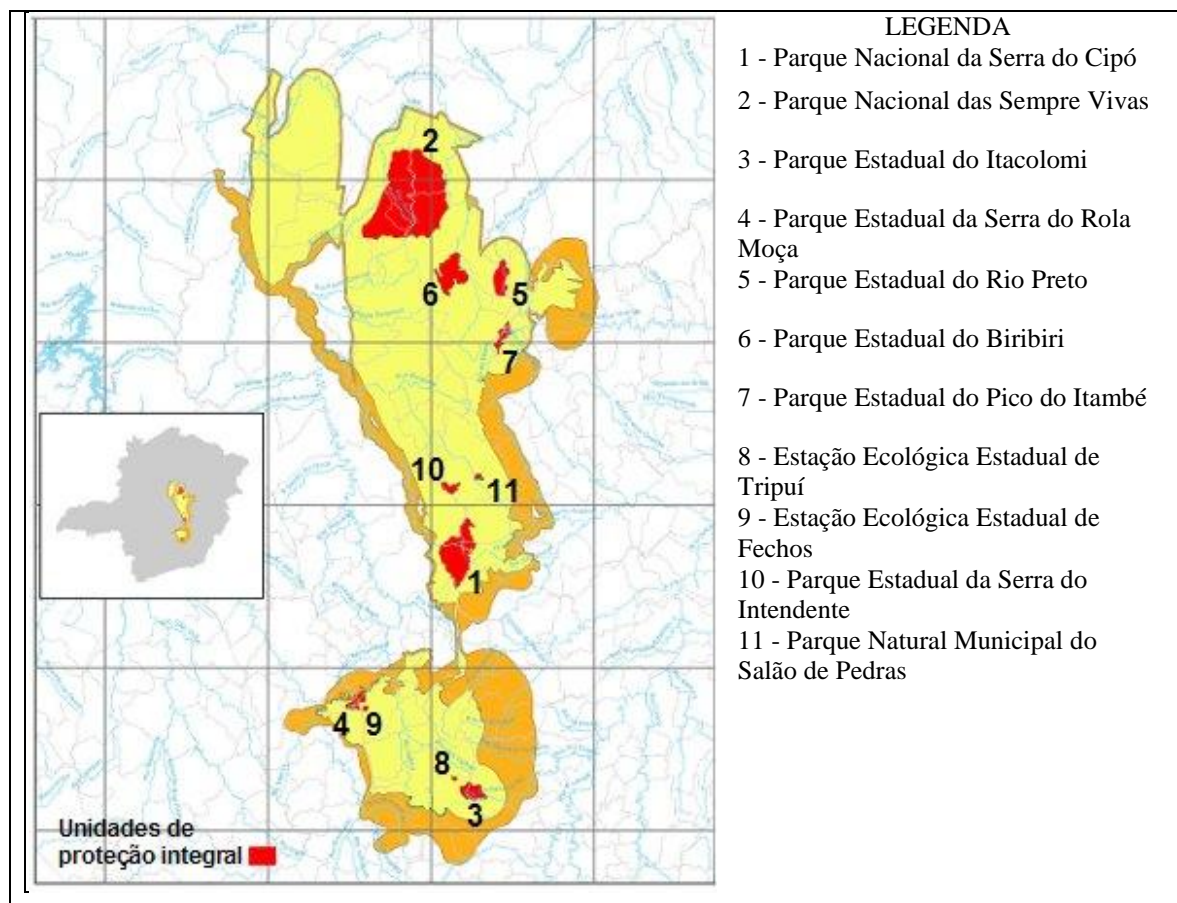 2
6
5
7
10
11
1
4
9
8
3
Unidades de
proteção integral
LEGENDA
1 - Parque Nacional da Serra do Cipó
2 - Parque Nacional das Sempre Vivas
3 - Parque Estadual do Itacolomi
4 - Parque Estadual da Serra do Rola
Moça
5 - Parque Estadual do Rio Preto
6 - Parque Estadual do Biribiri
7 - Parque Estadual do Pico do Itambé
8 - Estação Ecológica Estadual de
Tripuí
9 - Estação Ecológica Estadual de
Fechos
10 - Parque Estadual da Serra do
Intendente
11 - Parque Natural Municipal do
Salão de Pedras